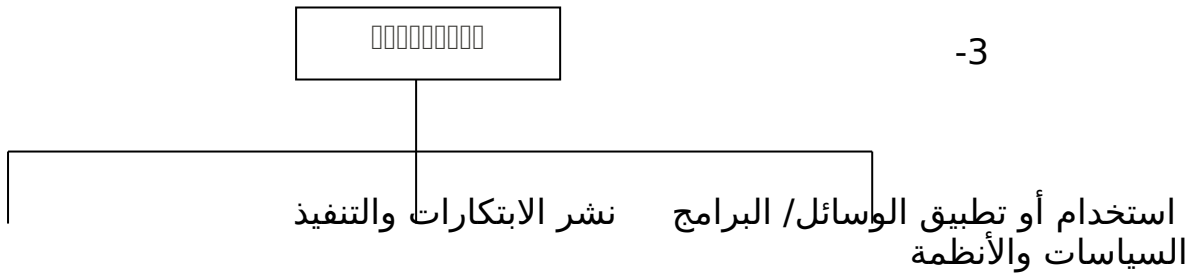 3-
استخدام أو تطبيق الوسائل/ البرامج نشر الابتكارات والتنفيذ
السياسات والأنظمة